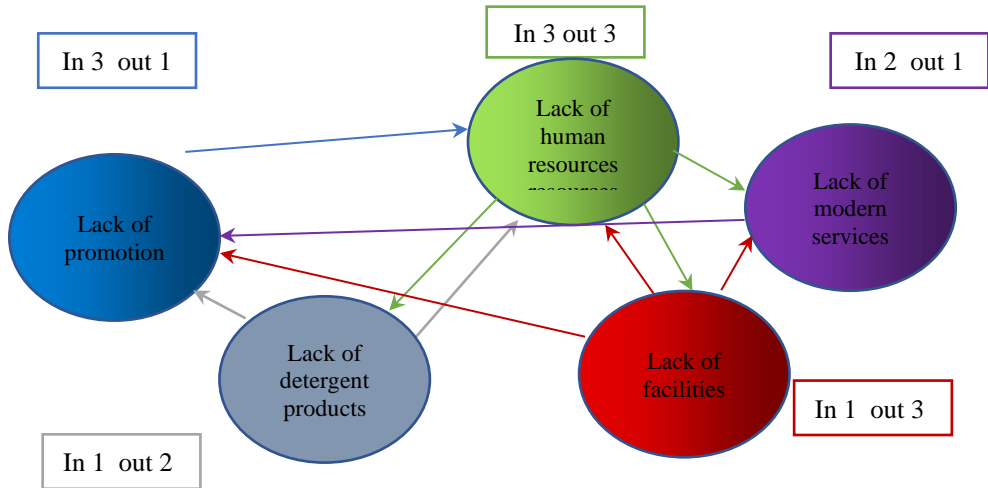 In 3 out 1
In 3 out 3
In 2 out 1
Lack of
human
resources
resources
Lack of
modern
services
Lack of
promotion
Lack of
detergent
products
Lack of
facilities
In 1 out 3
In 1 out 2